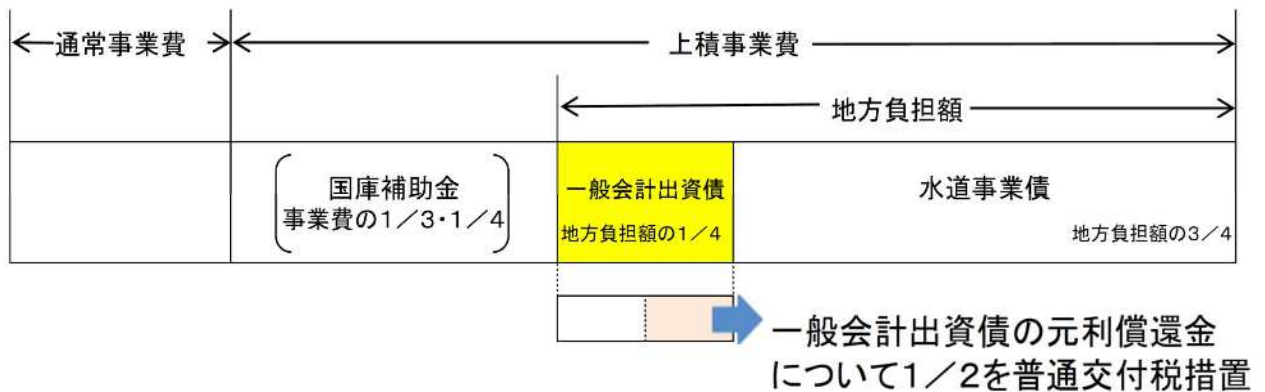 通常事業費
上積事業費
地方負担額
国庫補助金
事業費の1／3・1／4
一般会計出資債
地方負担額の1／4
水道事業債
地方負担額の3／4
一般会計出資債の元利償還金
について1／2を普通交付税措置